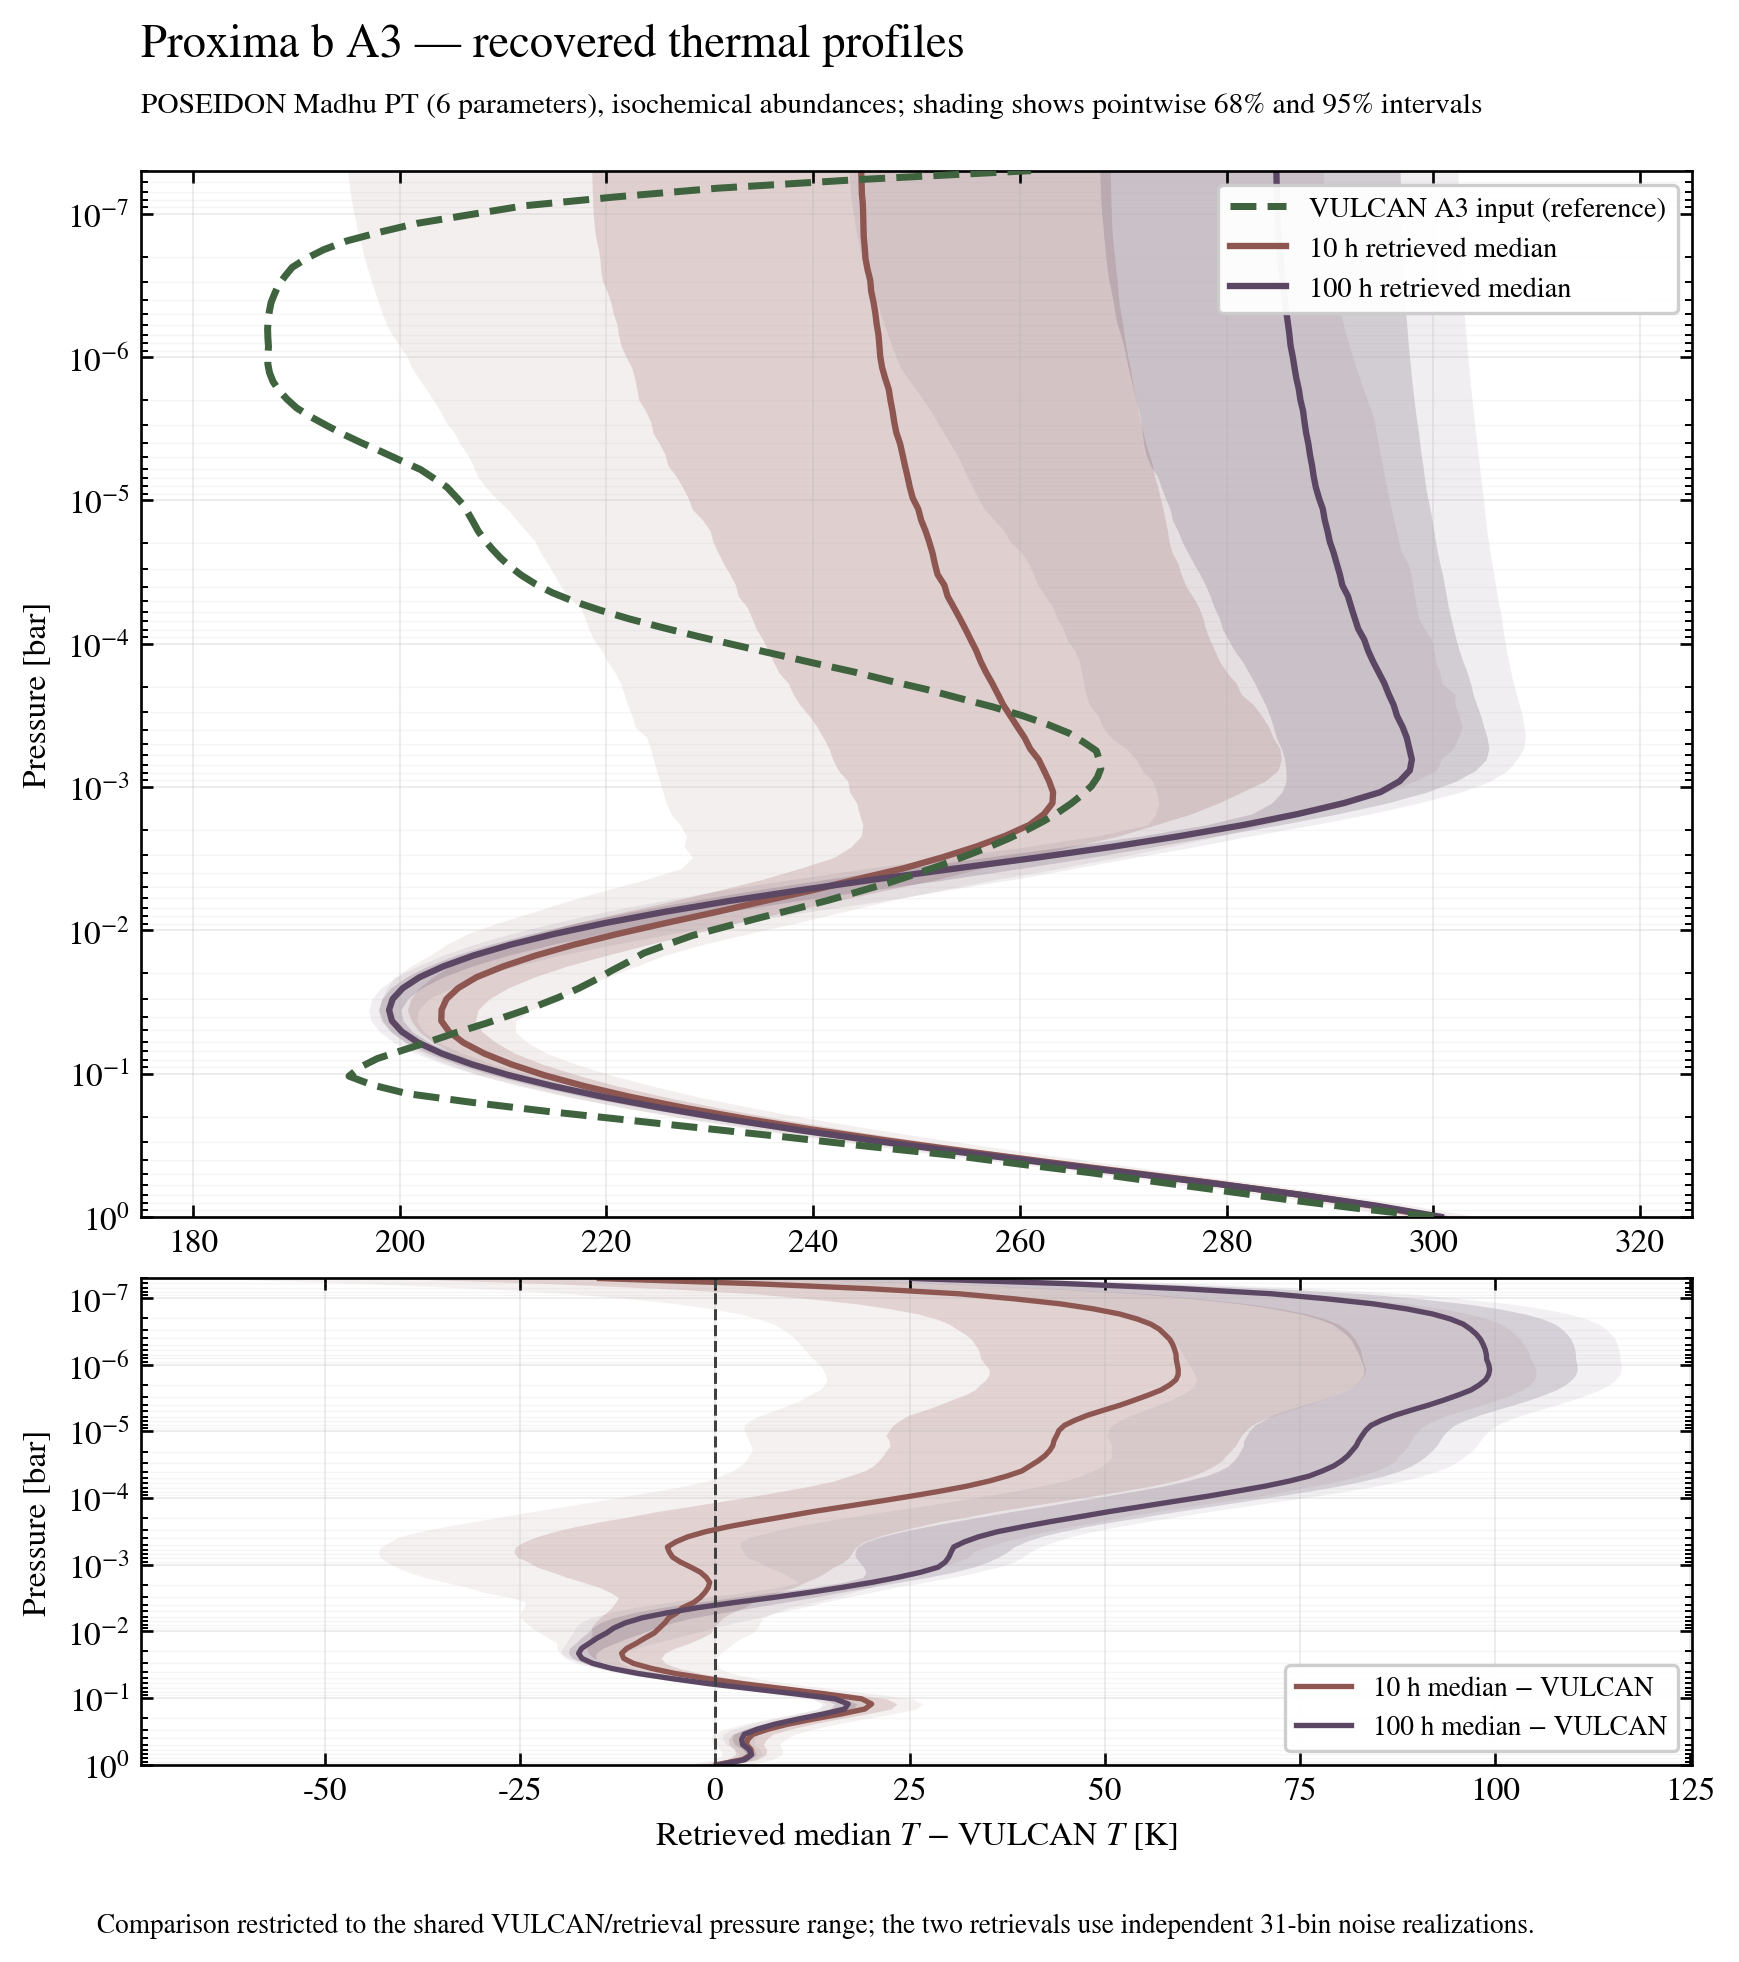 Proxima b A3 — recovered thermal profiles
POSEIDON Madhu PT (6 parameters), isochemical abundances; shading shows pointwise 68% and 95% intervals
VULCAN A3 input (reference)
10 h retrieved median
100 h retrieved median
Pressure [bar]
10⁻⁷
10⁻⁶
10⁻⁵
10⁻⁴
10⁻³
10⁻²
10⁻¹
10⁰
180 200 220 240 260 280 300 320
Pressure [bar]
10⁻⁷
10⁻⁶
10⁻⁵
10⁻⁴
10⁻³
10⁻²
10⁻¹
10⁰
10 h median – VULCAN
100 h median – VULCAN
-50 -25 0 25 50 75 100 125
Retrieved median T – VULCAN T [K]
Comparison restricted to the shared VULCAN/retrieval pressure range; the two retrievals use independent 31-bin noise realizations.